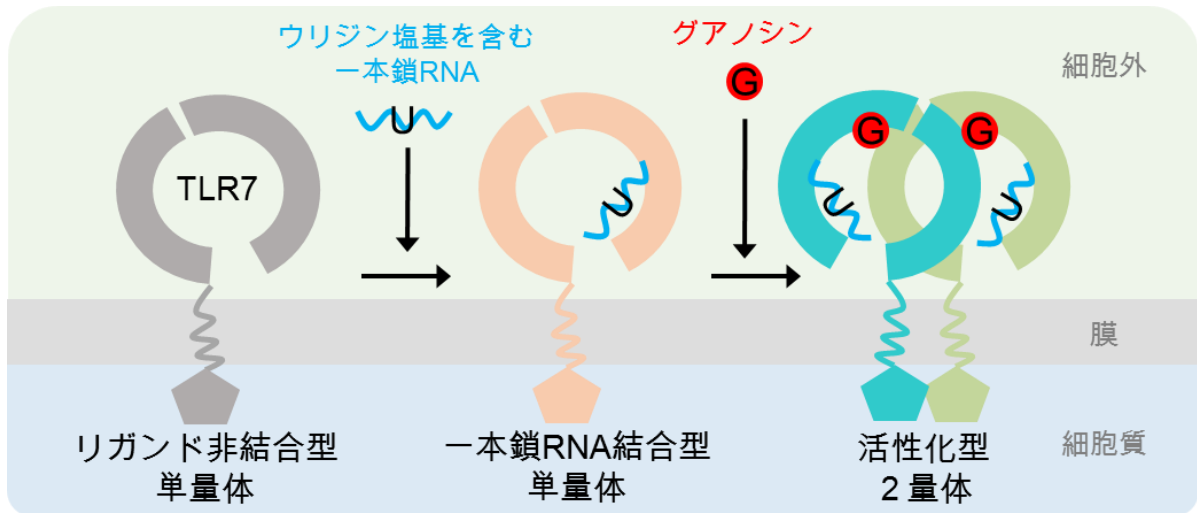 ウリジン塩基を含む
一本鎖RNA
グアノシン
細胞外
U
G
TLR7
U
G
G
U
U
膜
リガンド非結合型
単量体
一本鎖RNA結合型
単量体
活性化型
2量体
細胞質